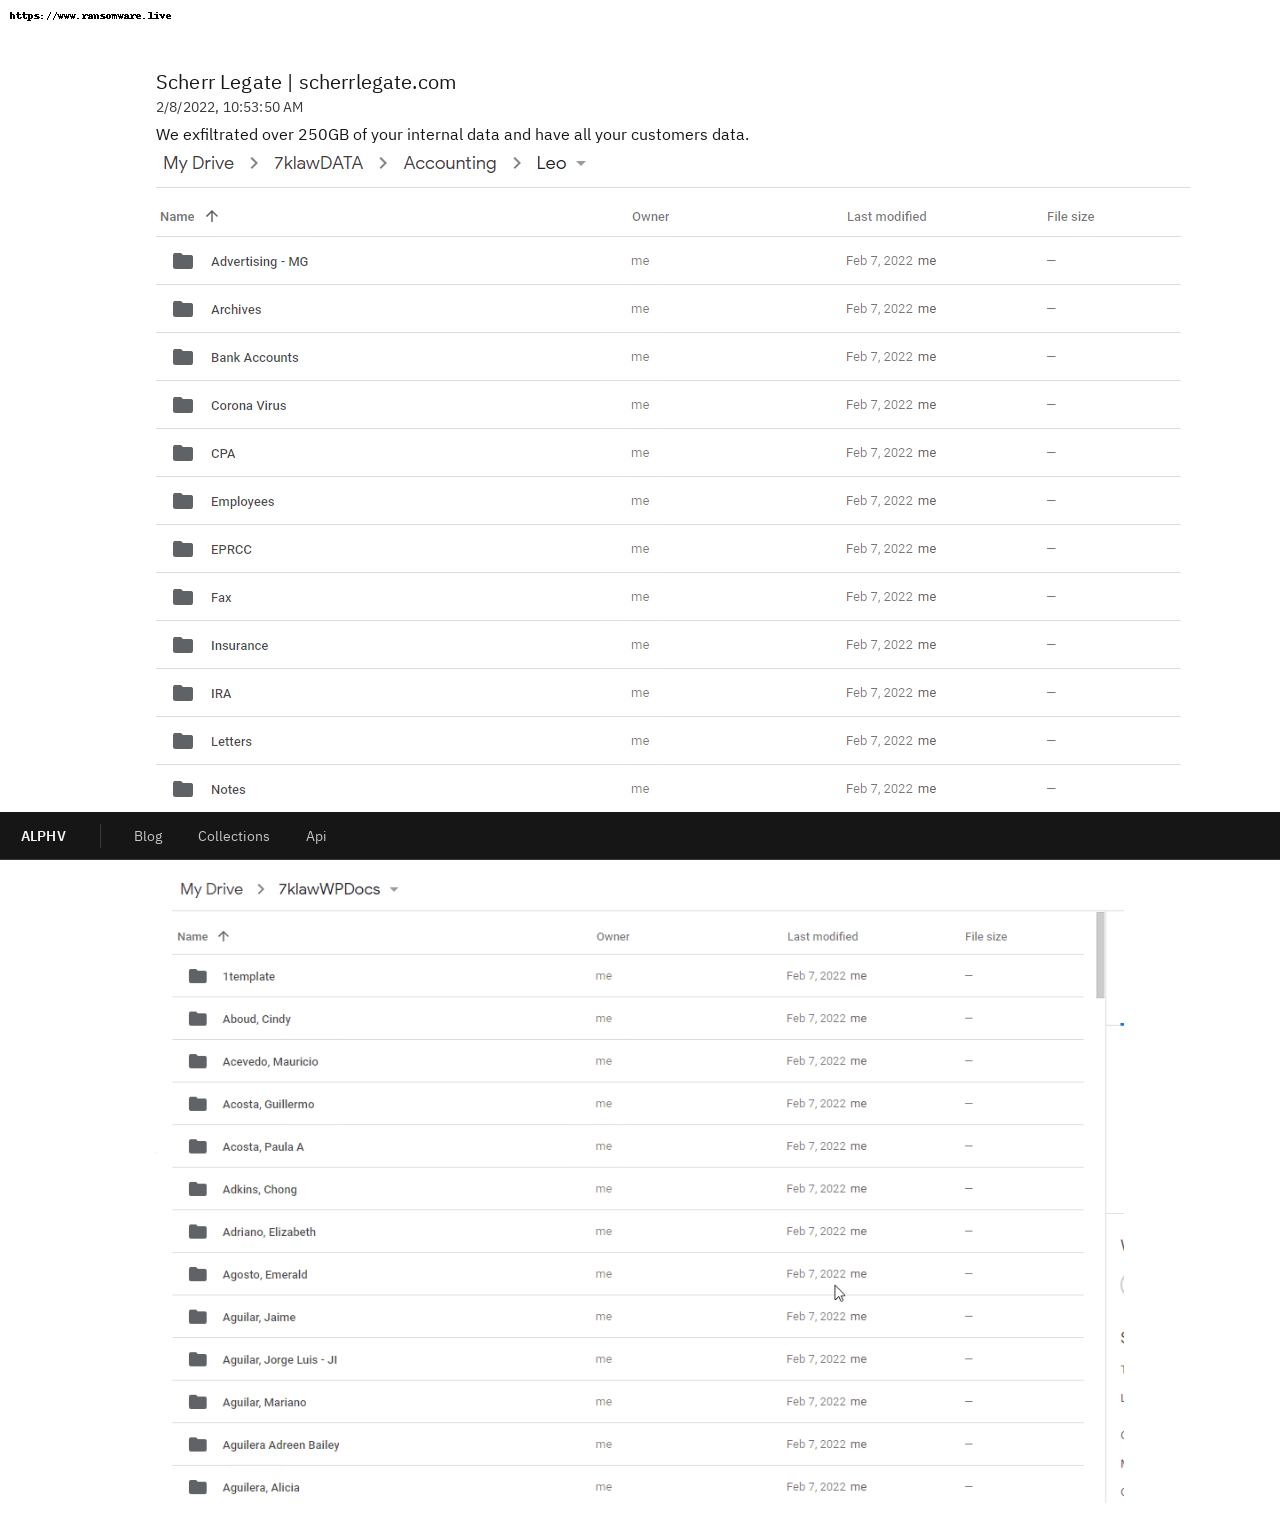 https://www.ransomware.live
Scherr Legate | scherrlegate.com
2/8/2022, 10:53:50 AM
We exfiltrated over 250GB of your internal data and have all your customers data.
My Drive > 7klawDATA > Accounting > Leo
Name Owner Last modified File size
Advertising - MG me Feb 7, 2022 me —
Archives me Feb 7, 2022 me —
Bank Accounts me Feb 7, 2022 me —
Corona Virus me Feb 7, 2022 me —
CPA me Feb 7, 2022 me —
Employees me Feb 7, 2022 me —
EPRCC me Feb 7, 2022 me —
Fax me Feb 7, 2022 me —
Insurance me Feb 7, 2022 me —
IRA me Feb 7, 2022 me —
Letters me Feb 7, 2022 me —
Notes me Feb 7, 2022 me —
ALPHV Blog Collections Api
My Drive > 7klawWPDocs
Name Owner Last modified File size
1template me Feb 7, 2022 me —
Aboud, Cindy me Feb 7, 2022 me —
Acevedo, Mauricio me Feb 7, 2022 me —
Acosta, Guillermo me Feb 7, 2022 me —
Acosta, Paula A me Feb 7, 2022 me —
Adkins, Chong me Feb 7, 2022 me —
Adriano, Elizabeth me Feb 7, 2022 me —
Agosto, Emerald me Feb 7, 2022 me —
Aguilar, Jaime me Feb 7, 2022 me —
Aguilar, Jorge Luis - JI me Feb 7, 2022 me —
Aguilar, Mariano me Feb 7, 2022 me —
Aguilera Adreen Bailey me Feb 7, 2022 me —
Aguilera, Alicia me Feb 7, 2022 me —